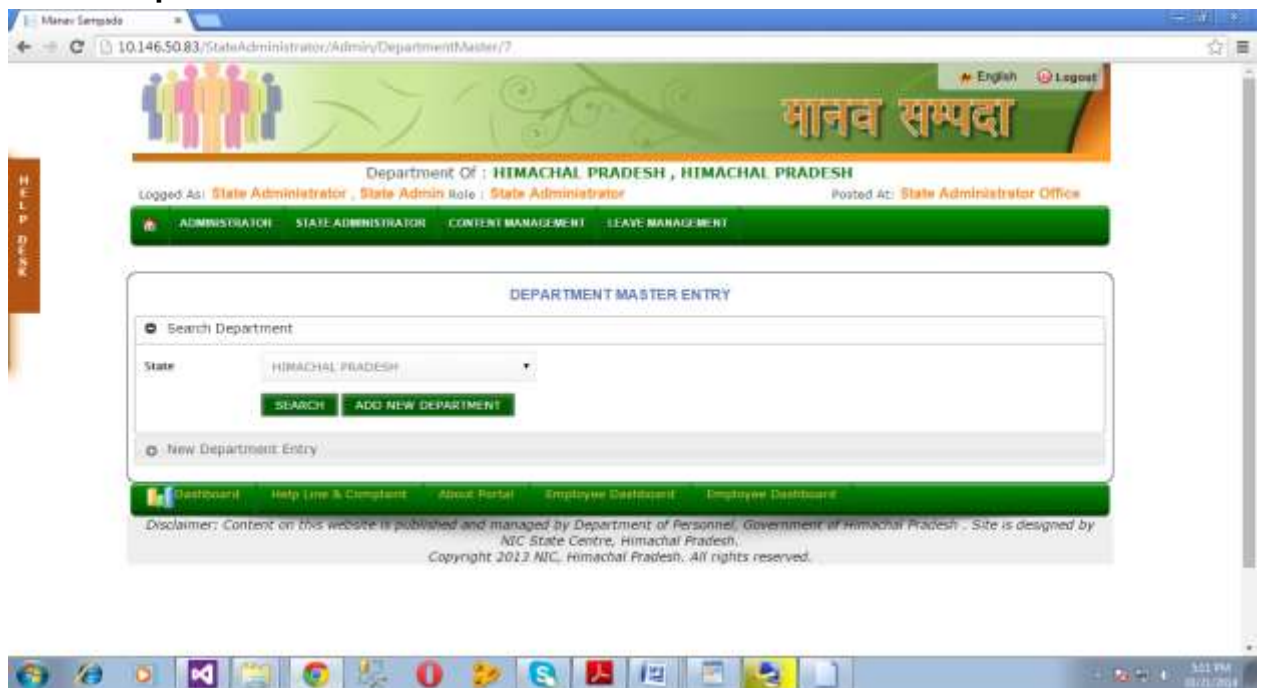 Manav Sampada
10.146.50.83/StateAdministrator/Admin/DepartmentMaster/7
English Logout
मानव सम्पदा
Department Of : HIMACHAL PRADESH , HIMACHAL PRADESH
Logged As: State Administrator , State Admin Role : State Administrator Posted At: State Administrator Office
HELP DESK
ADMINISTRATOR STATE ADMINISTRATOR CONTENT MANAGEMENT LEAVE MANAGEMENT
DEPARTMENT MASTER ENTRY
Search Department
State HIMACHAL PRADESH
SEARCH ADD NEW DEPARTMENT
New Department Entry
Dashboard Help Line & Complaint About Portal Employee Dashboard Employee Dashboard
Disclaimer: Content on this website is published and managed by Department of Personnel, Government of Himachal Pradesh . Site is designed by
NIC State Centre, Himachal Pradesh.
Copyright 2013 NIC, Himachal Pradesh. All rights reserved.